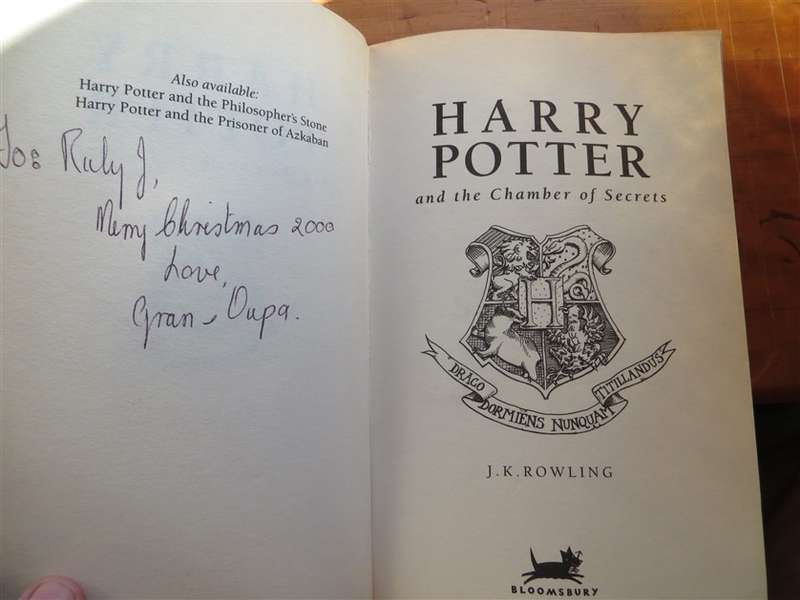 Also available:
Harry Potter and the Philosopher's Stone
Harry Potter and the Prisoner of Azkaban
To: Ruly J,
Merry Christmas 2000
Love,
Gran & Oupa.
HARRY
POTTER
and the Chamber of Secrets
H
DRACO
DORMIENS NUNQUAM
TITILLANDUS
J.K.ROWLING
BLOOMSBURY